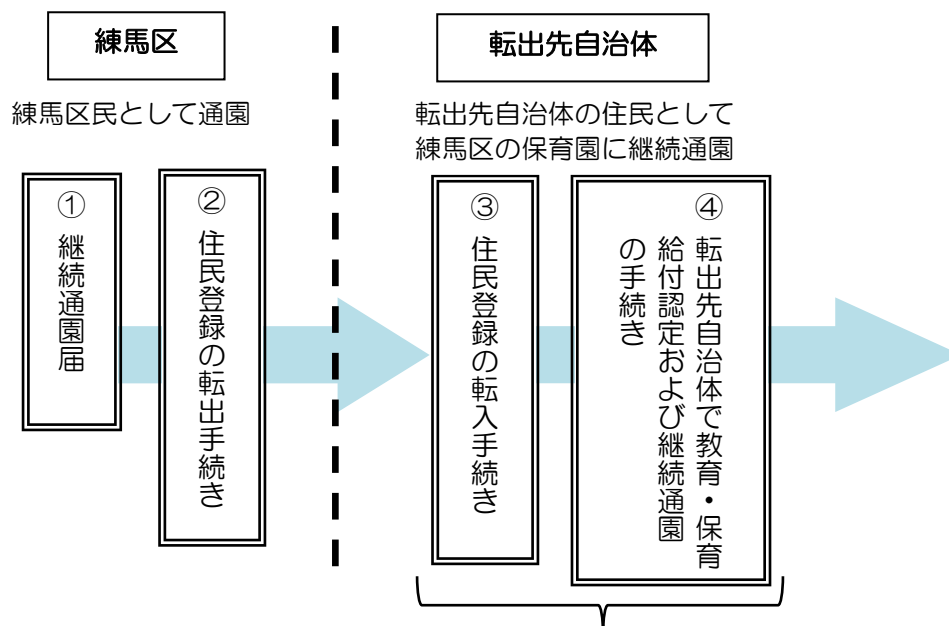 練馬区
練馬区民として通園
①
継続通園届
②
住民登録の転出手続き
転出先自治体
転出先自治体の住民として
練馬区の保育園に継続通園
③
住民登録の転入手続き
④
転出先自治体で教育・保育
給付認定および継続通園
の手続き